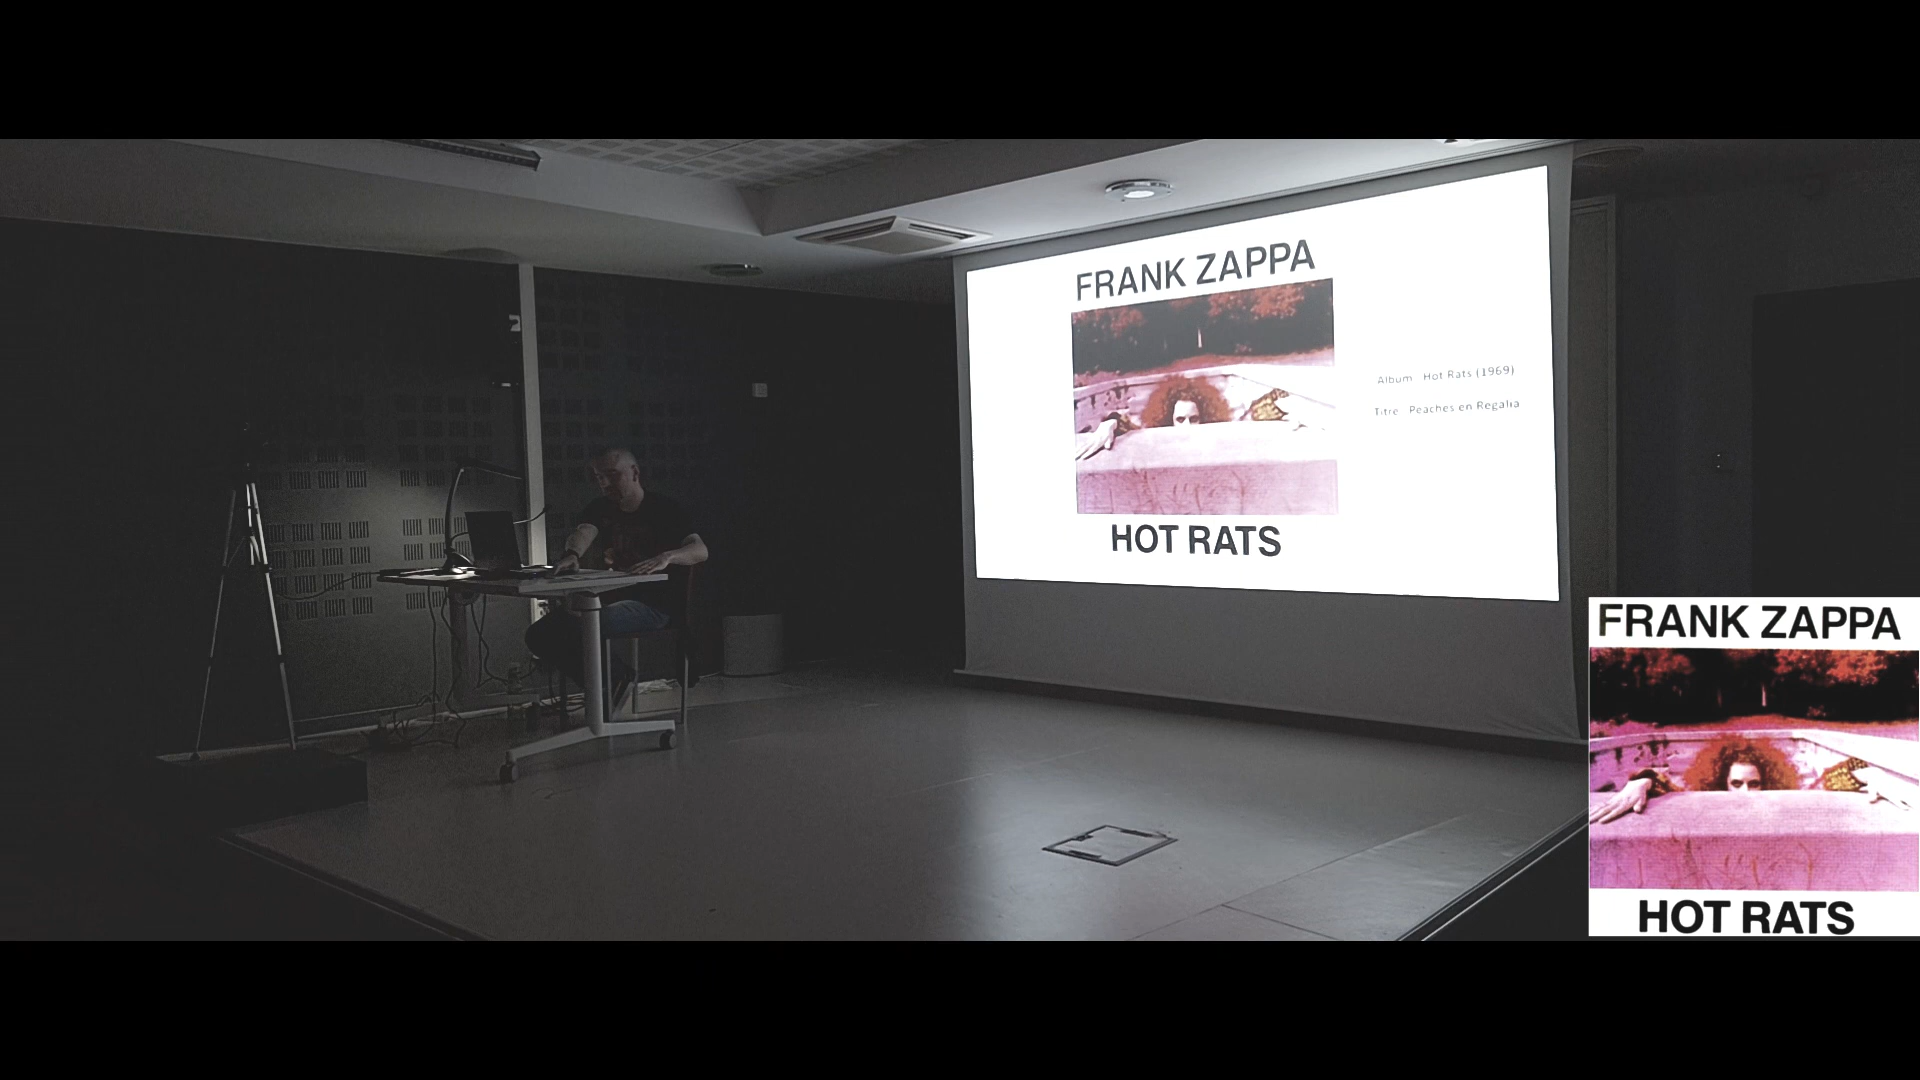 FRANK ZAPPA
Album: Hot Rats (1969)
Titre: Peaches en Regalia
HOT RATS
FRANK ZAPPA
HOT RATS